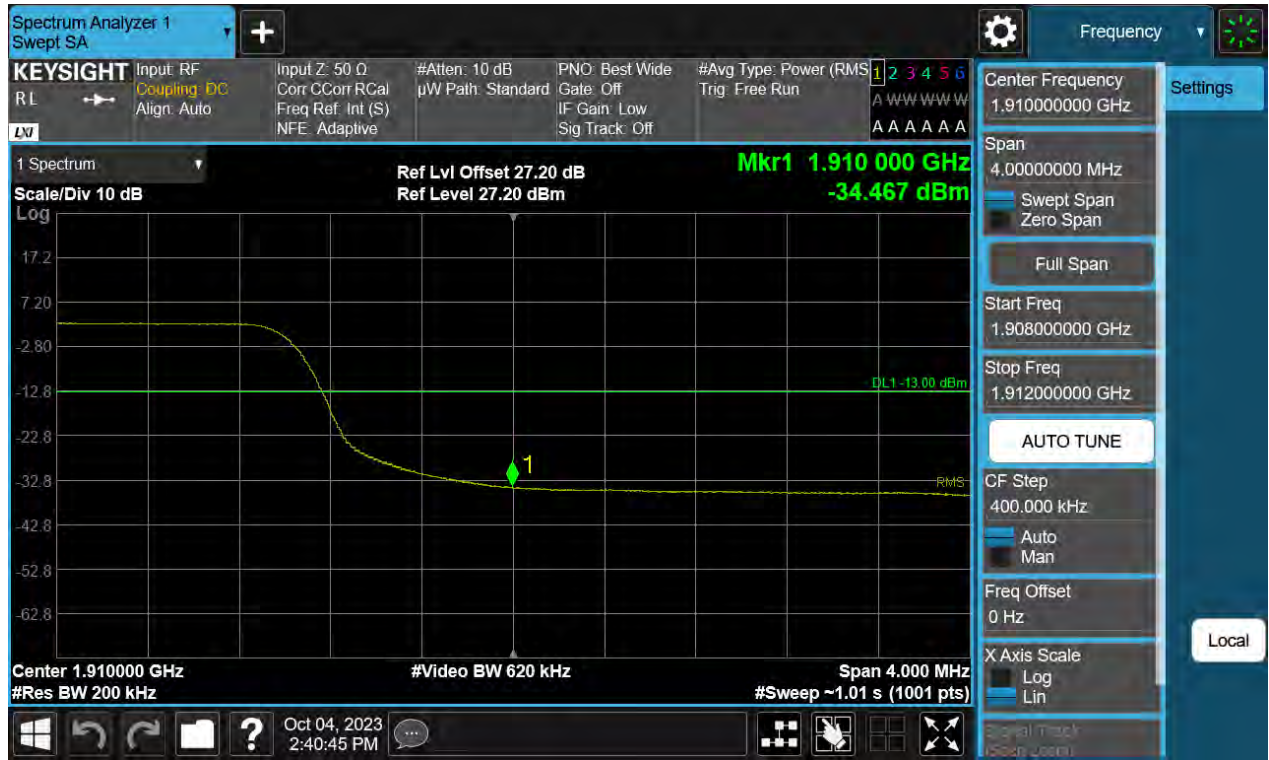 Spectrum Analyzer 1
Swept SA
Frequency
KEYSIGHT
RL
LXI
Input: RF
Coupling: DC
Align: Auto
Input Z: 50 Ω
Corr CCorr RCal
Freq Ref: Int (S)
NFE: Adaptive
#Atten: 10 dB
µW Path: Standard
PNO: Best Wide
Gate: Off
IF Gain: Low
Sig Track: Off
#Avg Type: Power (RMS
Trig: Free Run
1 2 3 4 5 6
A W W W W W
A A A A A A
1 Spectrum
Scale/Div 10 dB
Log
Ref Lvl Offset 27.20 dB
Ref Level 27.20 dBm
Mkr1 1.910 000 GHz
-34.467 dBm
17.2
7.20
-2.80
-12.8
-22.8
-32.8
-42.8
-52.8
-62.8
DL1 -13.00 dBm
1
RMS
Center 1.910000 GHz
#Res BW 200 kHz
#Video BW 620 kHz
Span 4.000 MHz
#Sweep ~1.01 s (1001 pts)
Center Frequency
1.910000000 GHz
Settings
Span
4.00000000 MHz
Swept Span
Zero Span
Full Span
Start Freq
1.908000000 GHz
Stop Freq
1.912000000 GHz
AUTO TUNE
CF Step
400.000 kHz
Auto
Man
Freq Offset
0 Hz
X Axis Scale
Log
Lin
Signal Track
(Span Zoom)
Local
?
Oct 04, 2023
2:40:45 PM